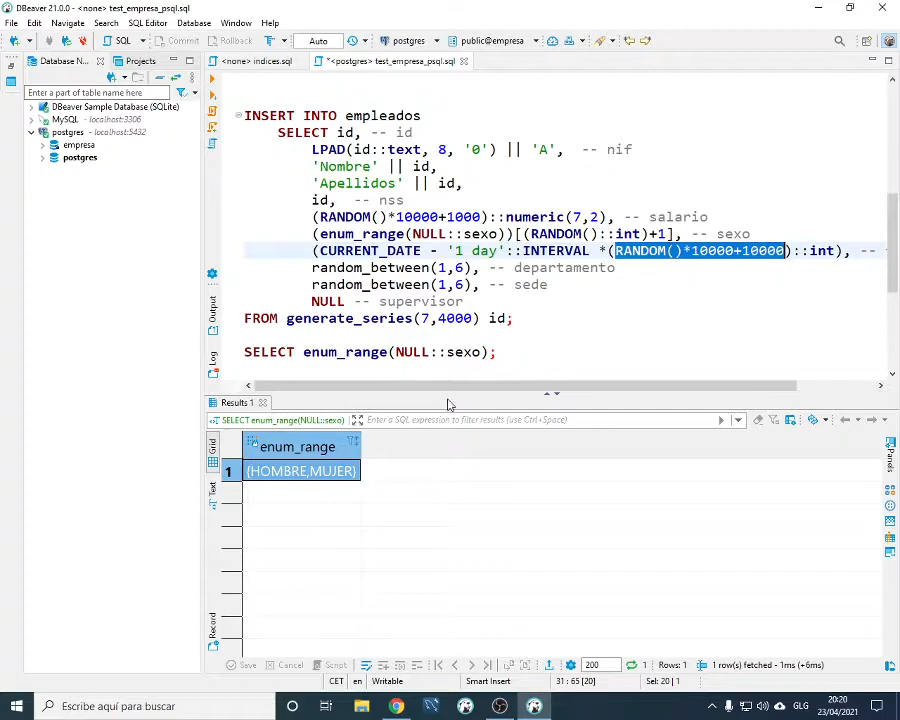 DBeaver 21.0.0 - <none> test_empresa_psql.sql
File Edit Navigate Search SQL Editor Database Window Help
SQL Commit Rollback T Auto postgres public@empresa
Database N... Projects
<none> indices.sql *<postgres> test_empresa_psql.sql
Enter a part of table name here
DBeaver Sample Database (SQLite)
MySQL - localhost:3306
postgres - localhost:5432
empresa
postgres
INSERT INTO empleados
SELECT id, -- id
LPAD(id::text, 8, '0') || 'A', -- nif
'Nombre' || id,
'Apellidos' || id,
id, -- nss
(RANDOM()*10000+1000)::numeric(7,2), -- salario
(enum_range(NULL::sexo))[(RANDOM()::int)+1], -- sexo
(CURRENT_DATE - '1 day'::INTERVAL *(RANDOM()*10000+10000)::int), --
random_between(1,6), -- departamento
random_between(1,6), -- sede
NULL -- supervisor
FROM generate_series(7,4000) id;
SELECT enum_range(NULL::sexo);
Output
Log
Results 1
SELECT enum_range(NULL::sexo) Enter a SQL expression to filter results (use Ctrl+Space)
Grid
Text
Record
Panels
enum_range
1 {HOMBRE,MUJER}
Save Cancel Script 200 1 Rows: 1 1 row(s) fetched - 1ms (+6ms)
CET en Writable Smart Insert 31 : 65 [20] Sel: 20 | 1
Escribe aquí para buscar
GLG
20:20
23/04/2021